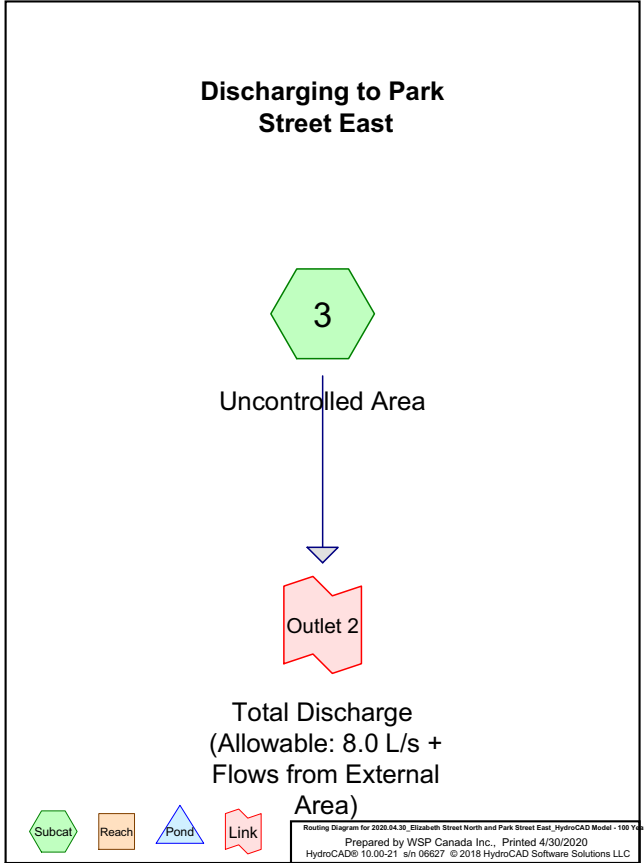 Discharging to Park
Street East
3
Uncontrolled Area
Outlet 2
Total Discharge
(Allowable: 8.0 L/s +
Flows from External
Area)
Subcat
Reach
Pond
Link
Routing Diagram for 2020.04.30_Elizabeth Street North and Park Street East_HydroCAD Model - 100
Prepared by WSP Canada Inc., Printed 4/30/2020
HydroCAD® 10.00-21 s/n 06627 © 2018 HydroCAD Software Solutions LLC